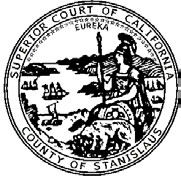 SUPERIOR COURT OF CALIFORNIA
EUREKA
COUNTY OF STANISLAUS